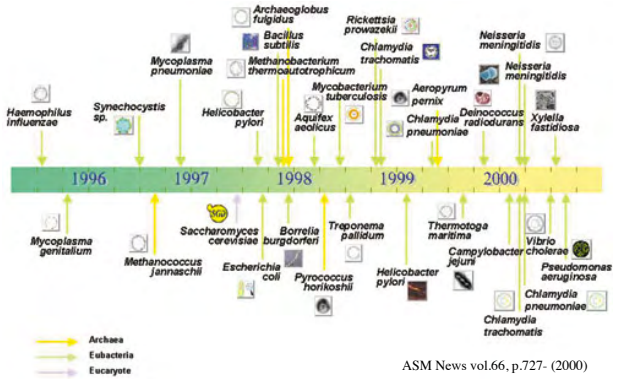 Archaeoglobus
fulgidus
Bacillus
subtilis
Methanobacterium
thermoautotrophicum
Mycoplasma
pneumoniae
Haemophilus
influenzae
Synechocystis
sp.
Helicobacter
pylori
Aquifex
aeolicus
Mycobacterium
tuberculosis
Rickettsia
prowazekii
Chlamydia
trachomatis
Aeropyrum
pernix
Chlamydia
pneumoniae
Neisseria
meningitidis
Neisseria
meningitidis
Deinococcus
radiodurans
Xylella
fastidiosa
1996
1997
1998
1999
2000
Mycoplasma
genitalium
Methanococcus
jannaschii
Saccharomyces
cerevisiae
Escherichia
coli
Borrelia
burgdorferi
Pyrococcus
horikoshii
Treponema
pallidum
Helicobacter
pylori
Thermotoga
maritima
Campylobacter
jejuni
Vibrio
cholerae
Pseudomonas
aeruginosa
Chlamydia
pneumoniae
Chlamydia
trachomatis
Archaea
Eubacteria
Eucaryote
ASM News vol.66, p.727- (2000)